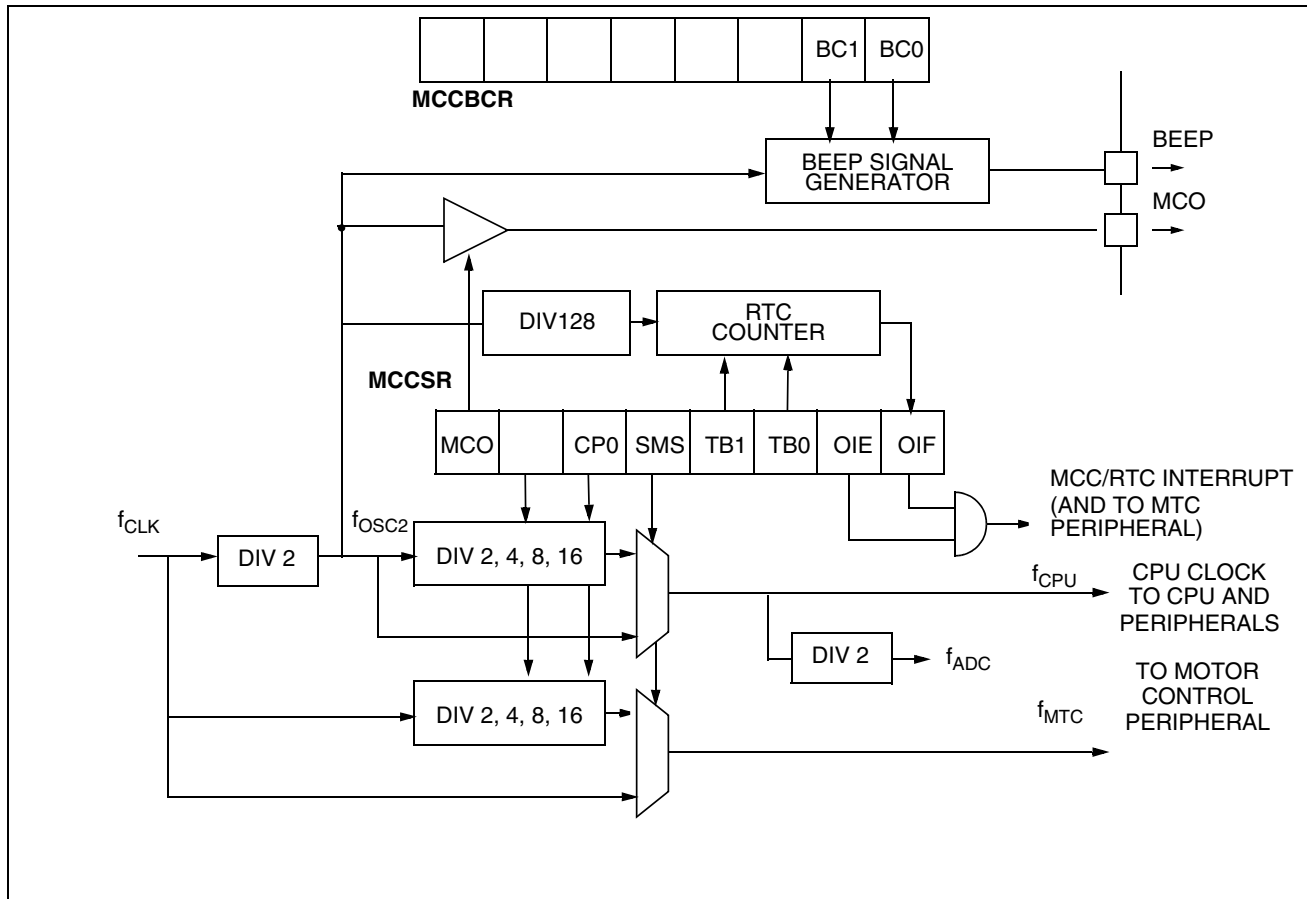 BC1 BC0
MCCBCR
BEEP SIGNAL
GENERATOR
BEEP
MCO
DIV128
RTC
COUNTER
MCCSR
MCO CP0 SMS TB1 TB0 OIE OIF
MCC/RTC INTERRUPT
(AND TO MTC
PERIPHERAL)
fCLK
DIV 2
fOSC2
DIV 2, 4, 8, 16
fCPU
CPU CLOCK
TO CPU AND
PERIPHERALS
DIV 2
fADC
DIV 2, 4, 8, 16
fMTC
TO MOTOR
CONTROL
PERIPHERAL